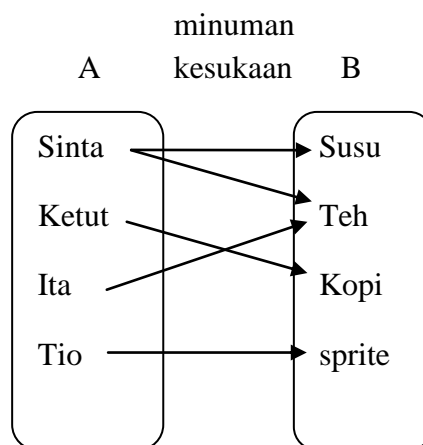 minuman
A kesukaan B
Sinta Susu
Ketut Teh
Ita Kopi
Tio sprite